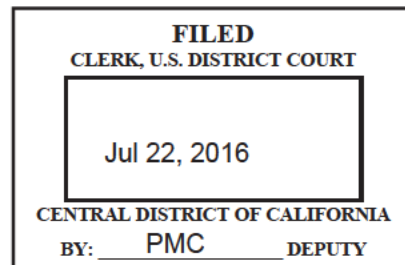 FILED
CLERK, U.S. DISTRICT COURT
Jul 22, 2016
CENTRAL DISTRICT OF CALIFORNIA
BY: PMC DEPUTY